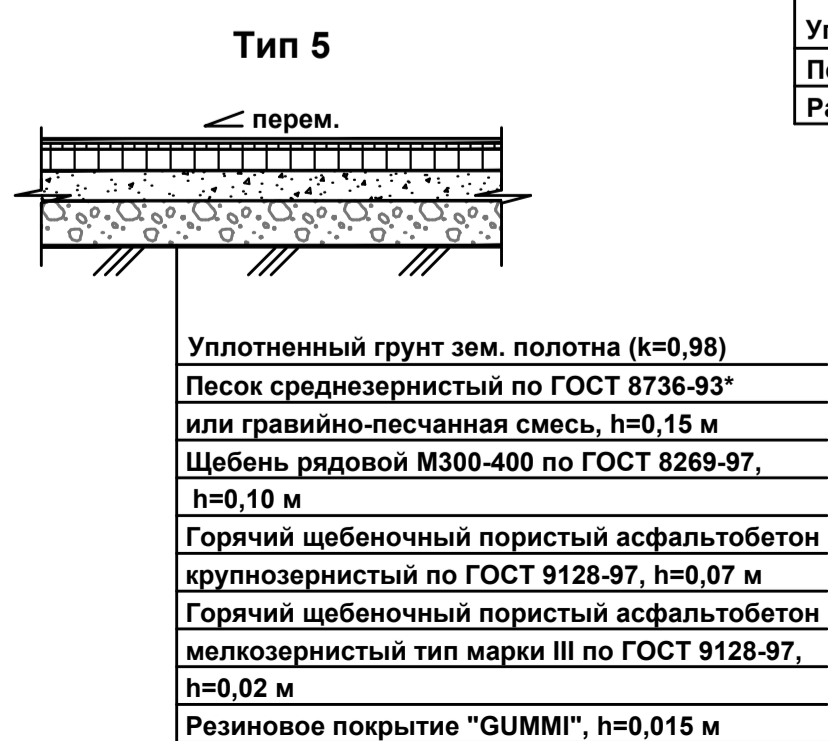 Тип 5
Уп
По
Ра
перем.
Уплотненный грунт зем. полотна (k=0,98)
Песок среднезернистый по ГОСТ 8736-93*
или гравийно-песчанная смесь, h=0,15 м
Щебень рядовой М300-400 по ГОСТ 8269-97,
h=0,10 м
Горячий щебеночный пористый асфальтобетон
крупнозернистый по ГОСТ 9128-97, h=0,07 м
Горячий щебеночный пористый асфальтобетон
мелкозернистый тип марки III по ГОСТ 9128-97,
h=0,02 м
Резиновое покрытие "GUMMI", h=0,015 м